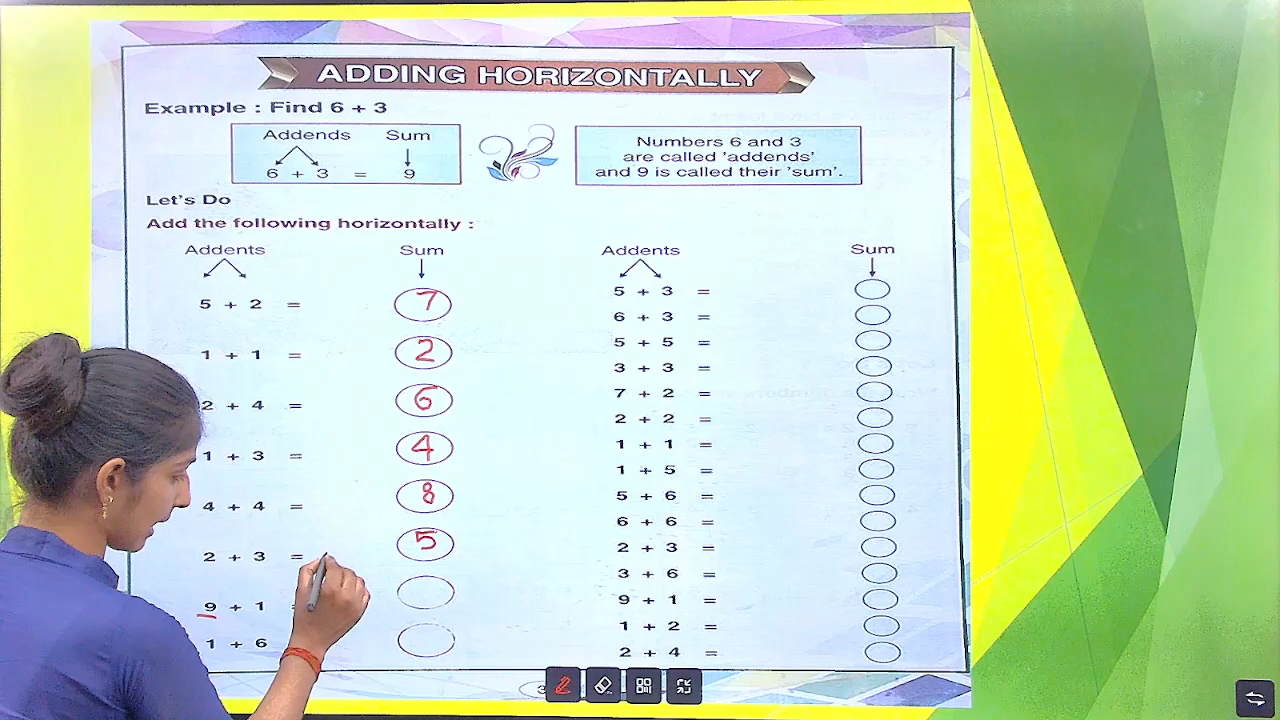 ADDING HORIZONTALLY
Example : Find 6 + 3
Addends Sum
6 + 3 = 9
Numbers 6 and 3
are called 'addends'
and 9 is called their 'sum'.
Let's Do
Add the following horizontally :
Addents Sum
5 + 2 = 7
1 + 1 = 2
2 + 4 = 6
1 + 3 = 4
4 + 4 = 8
2 + 3 = 5
9 + 1
1 + 6
Addents Sum
5 + 3 =
6 + 3 =
5 + 5 =
3 + 3 =
7 + 2 =
2 + 2 =
1 + 1 =
1 + 5 =
5 + 6 =
6 + 6 =
2 + 3 =
3 + 6 =
9 + 1 =
1 + 2 =
2 + 4 =